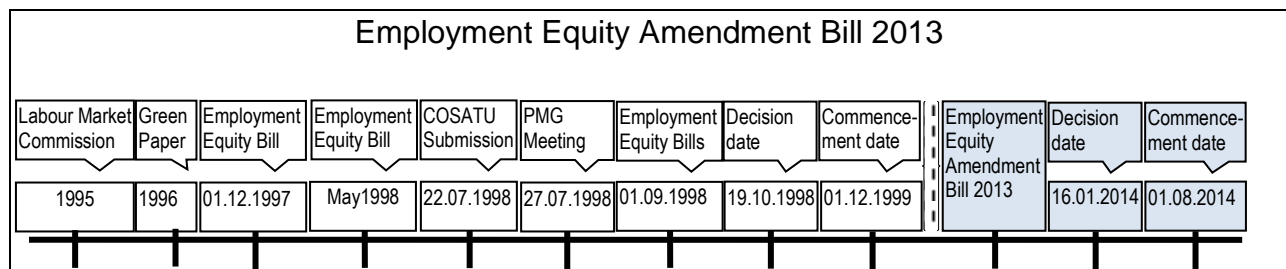 Employment Equity Amendment Bill 2013
Labour Market
Commission
Green
Paper
Employment
Equity Bill
Employment
Equity Bill
COSATU
Submission
PMG
Meeting
Employment
Equity Bills
Decision
date
Commence-
ment date
Employment
Equity
Amendment
Bill 2013
Decision
date
Commence-
ment date
1995
1996
01.12.1997
May1998
22.07.1998
27.07.1998
01.09.1998
19.10.1998
01.12.1999
16.01.2014
01.08.2014